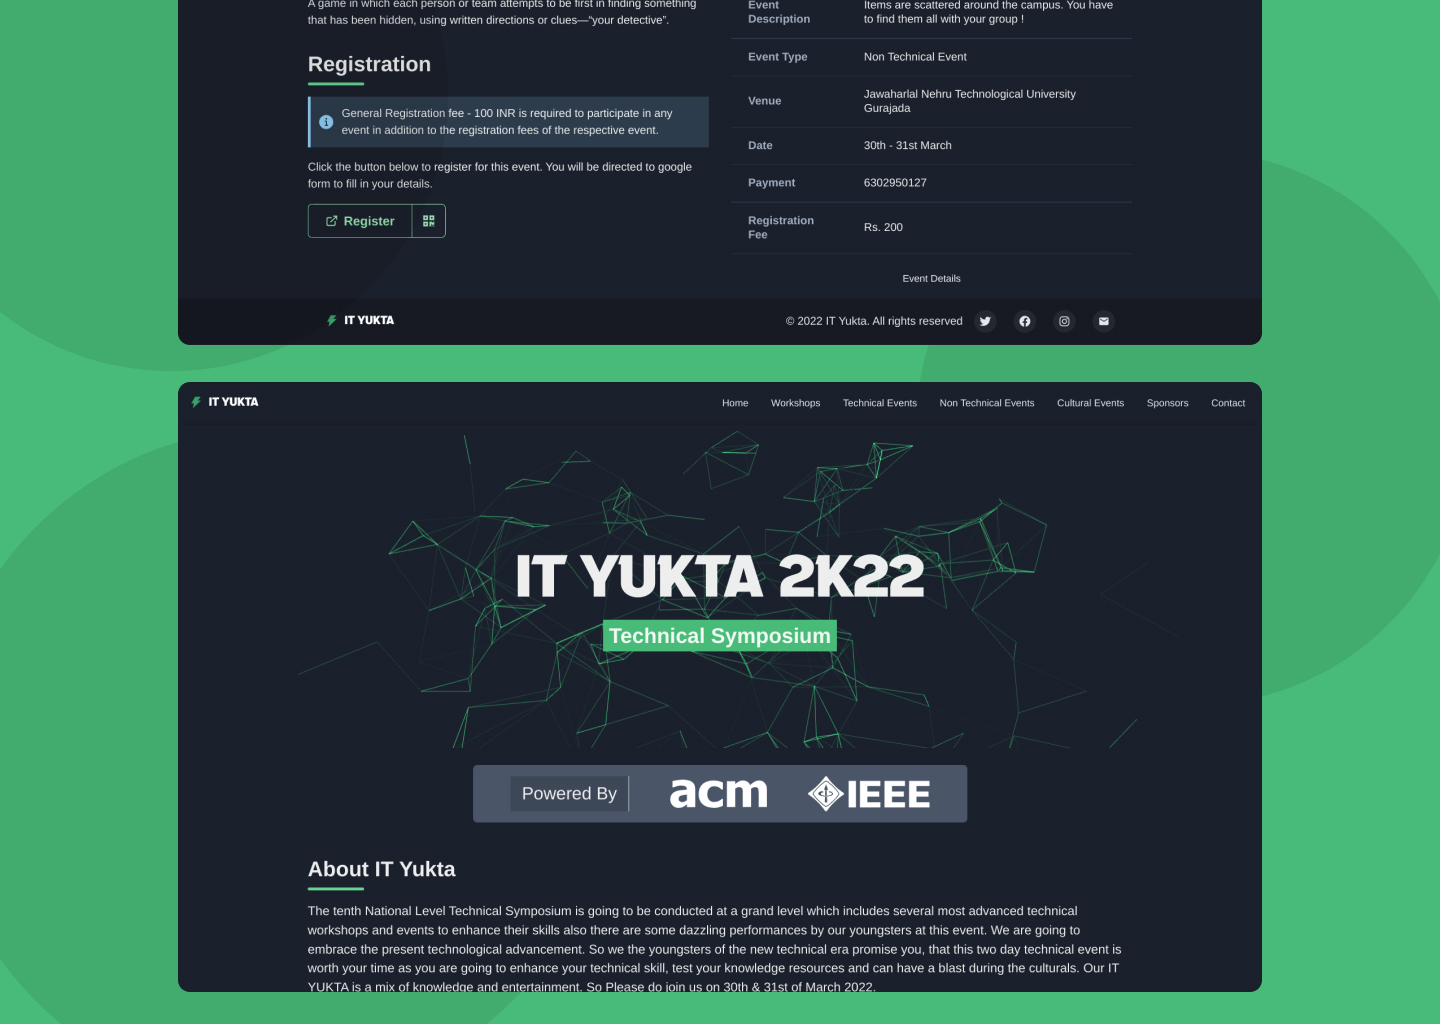 A game in which each person or team attempts to be first in finding something
that has been hidden, using written directions or clues—“your detective”.
Registration
General Registration fee - 100 INR is required to participate in any
event in addition to the registration fees of the respective event.
Click the button below to register for this event. You will be directed to google
form to fill in your details.
Register
Event
Description
Items are scattered around the campus. You have
to find them all with your group !
Event Type
Non Technical Event
Venue
Jawaharlal Nehru Technological University
Gurajada
Date
30th - 31st March
Payment
6302950127
Registration
Fee
Rs. 200
Event Details
IT YUKTA
© 2022 IT Yukta. All rights reserved
IT YUKTA
Home Workshops Technical Events Non Technical Events Cultural Events Sponsors Contact
IT YUKTA 2K22
Technical Symposium
Powered By acm IEEE
About IT Yukta
The tenth National Level Technical Symposium is going to be conducted at a grand level which includes several most advanced technical
workshops and events to enhance their skills also there are some dazzling performances by our youngsters at this event. We are going to
embrace the present technological advancement. So we the youngsters of the new technical era promise you, that this two day technical event is
worth your time as you are going to enhance your technical skill, test your knowledge resources and can have a blast during the culturals. Our IT
YUKTA is a mix of knowledge and entertainment. So Please do join us on 30th & 31st of March 2022.